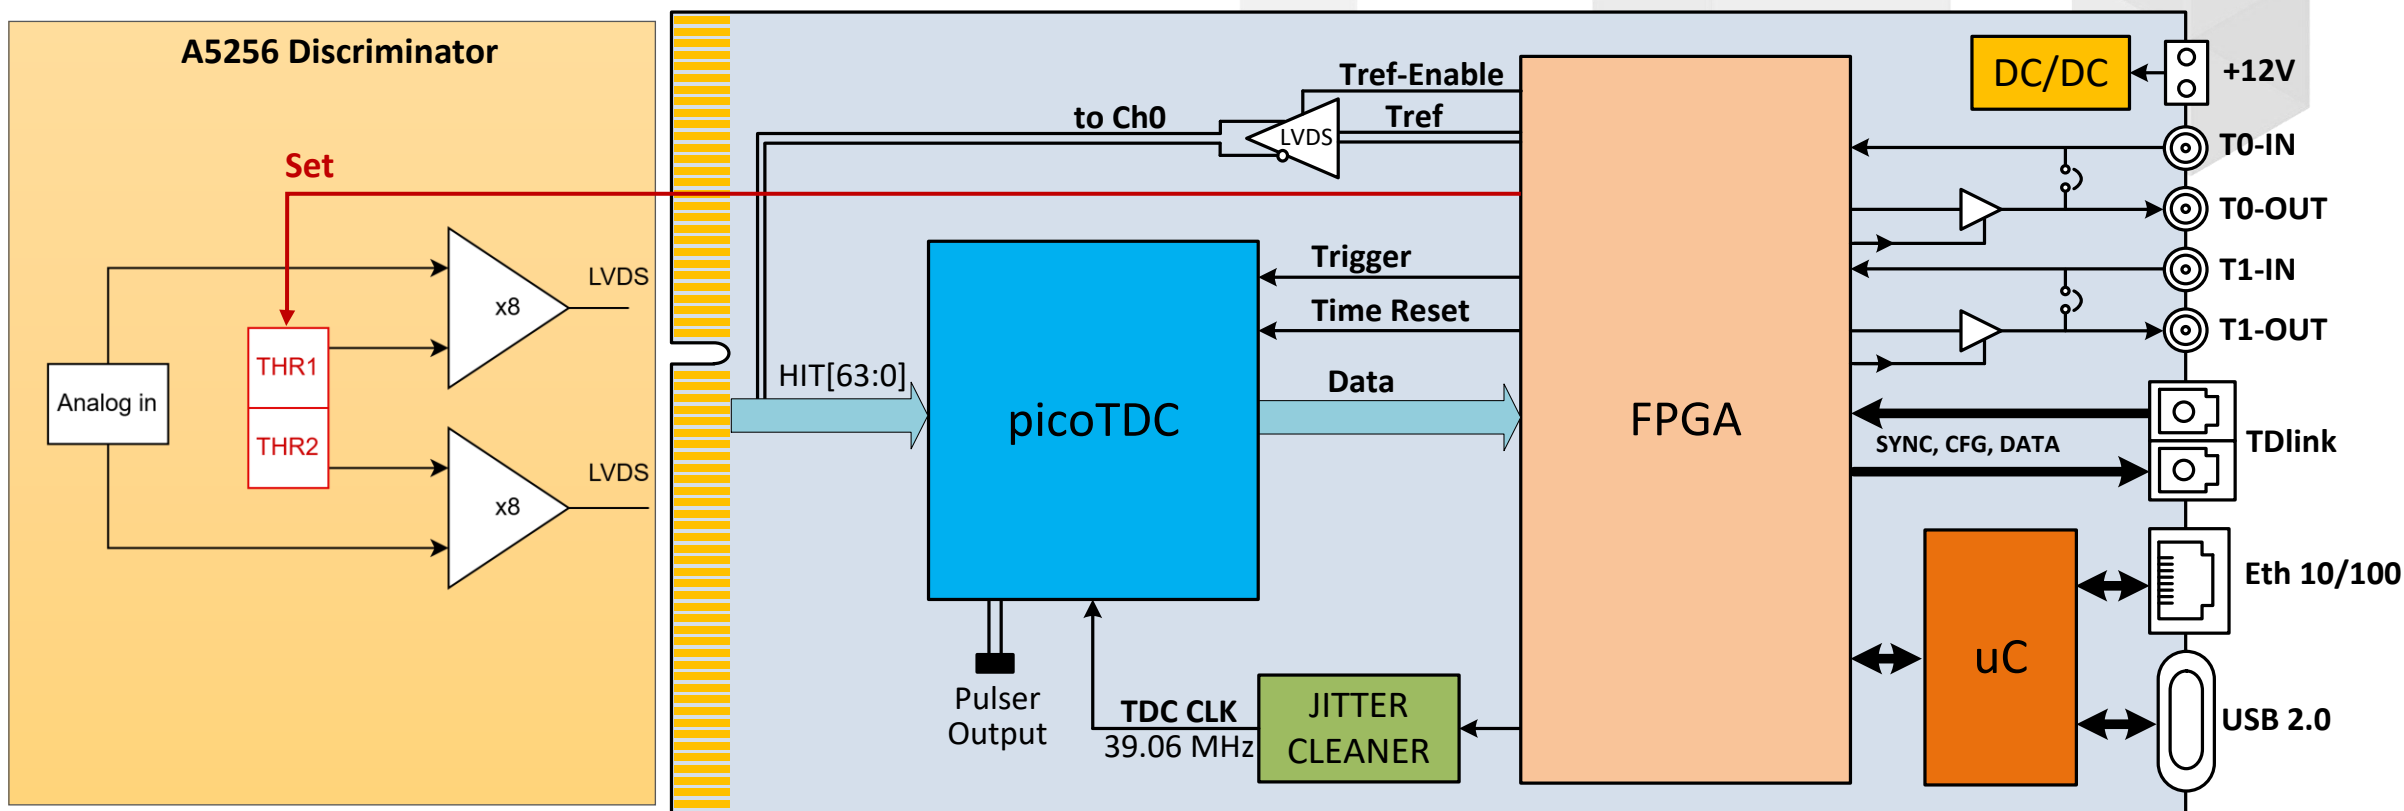 A5256 Discriminator
Set
Analog in
THR1
THR2
x8
LVDS
x8
LVDS
to Ch0
Tref-Enable
Tref
LVDS
HIT[63:0]
picoTDC
Trigger
Time Reset
Data
Pulser
Output
TDC CLK
39.06 MHz
JITTER
CLEANER
FPGA
DC/DC
+12V
T0-IN
T0-OUT
T1-IN
T1-OUT
SYNC, CFG, DATA
TDlink
uC
Eth 10/100
USB 2.0